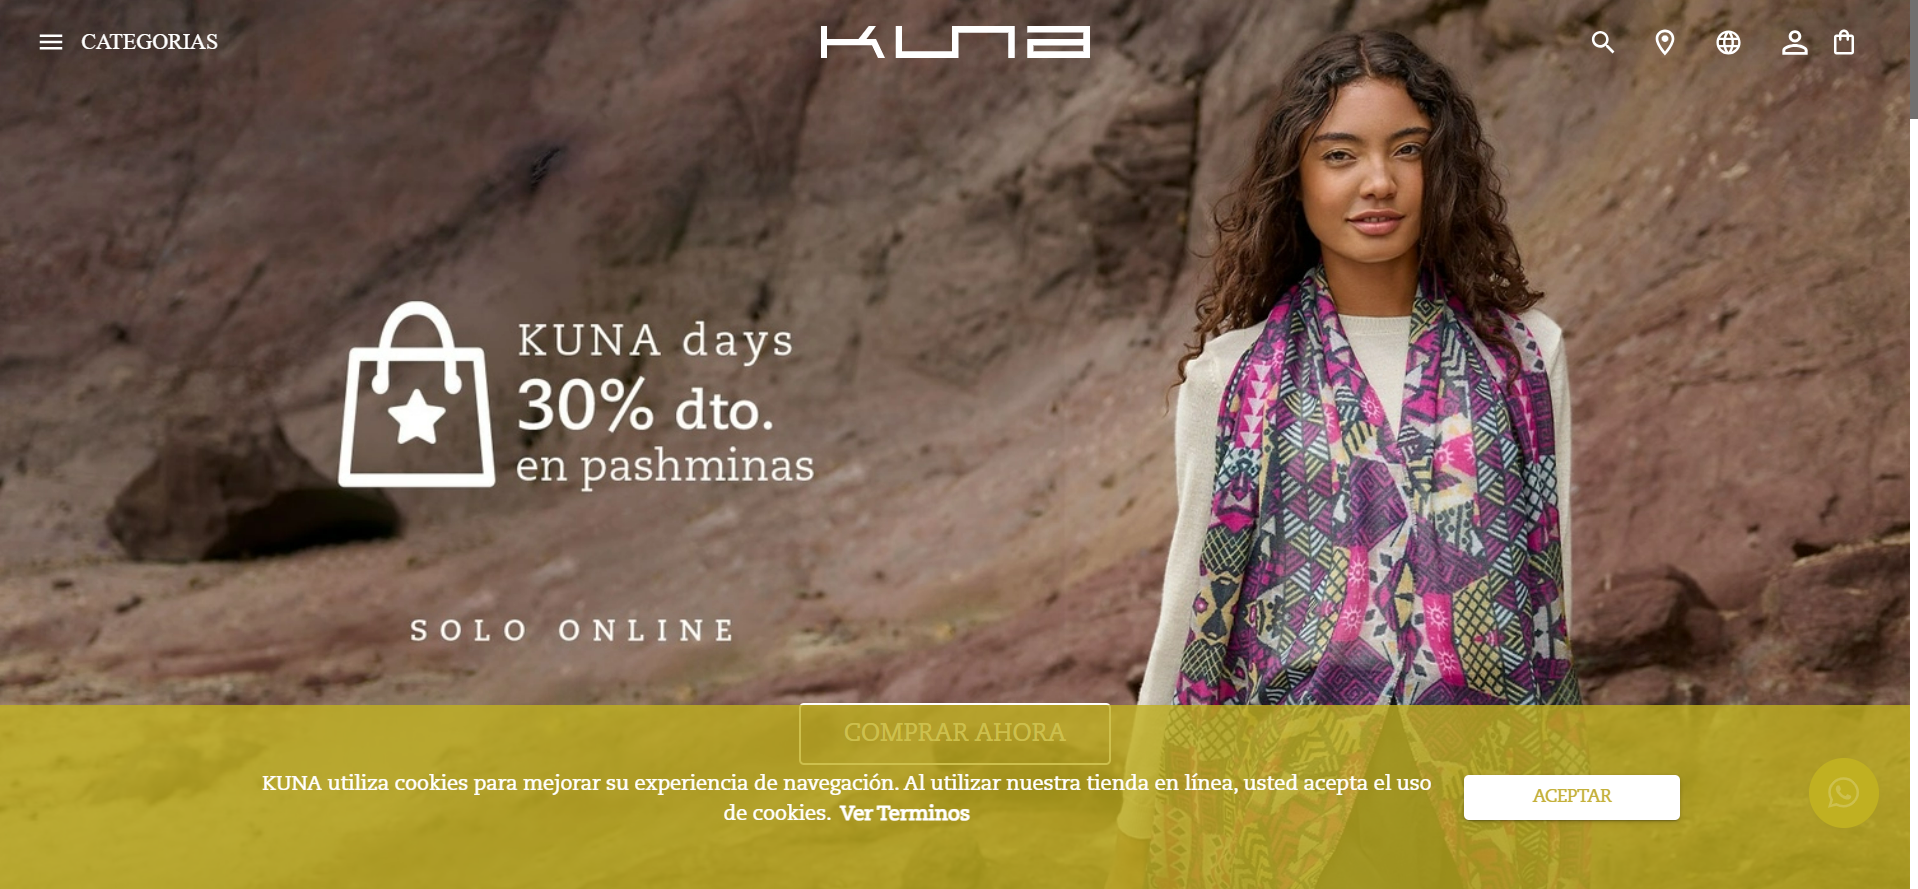 CATEGORIAS
KUNA
KUNA days
30% dto.
en pashminas
SOLO ONLINE
COMPRAR AHORA
KUNA utiliza cookies para mejorar su experiencia de navegación. Al utilizar nuestra tienda en línea, usted acepta el uso
de cookies. Ver Terminos
ACEPTAR